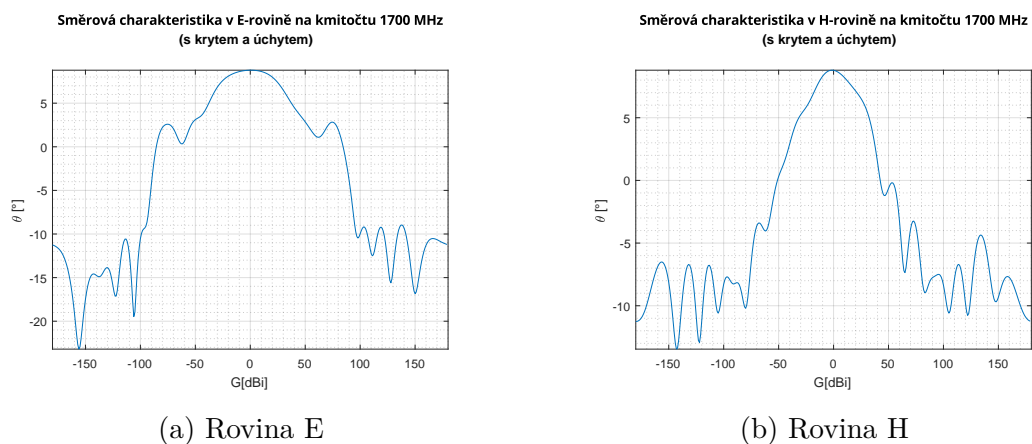 Směrová charakteristika v E-rovině na kmitočtu 1700 MHz
(s krytem a úchytem)
5
0
-5
-10
-15
-20
θ [°]
-150 -100 -50 0 50 100 150
G[dBi]
(a) Rovina E
Směrová charakteristika v H-rovině na kmitočtu 1700 MHz
(s krytem a úchytem)
5
0
-5
-10
θ [°]
-150 -100 -50 0 50 100 150
G[dBi]
(b) Rovina H